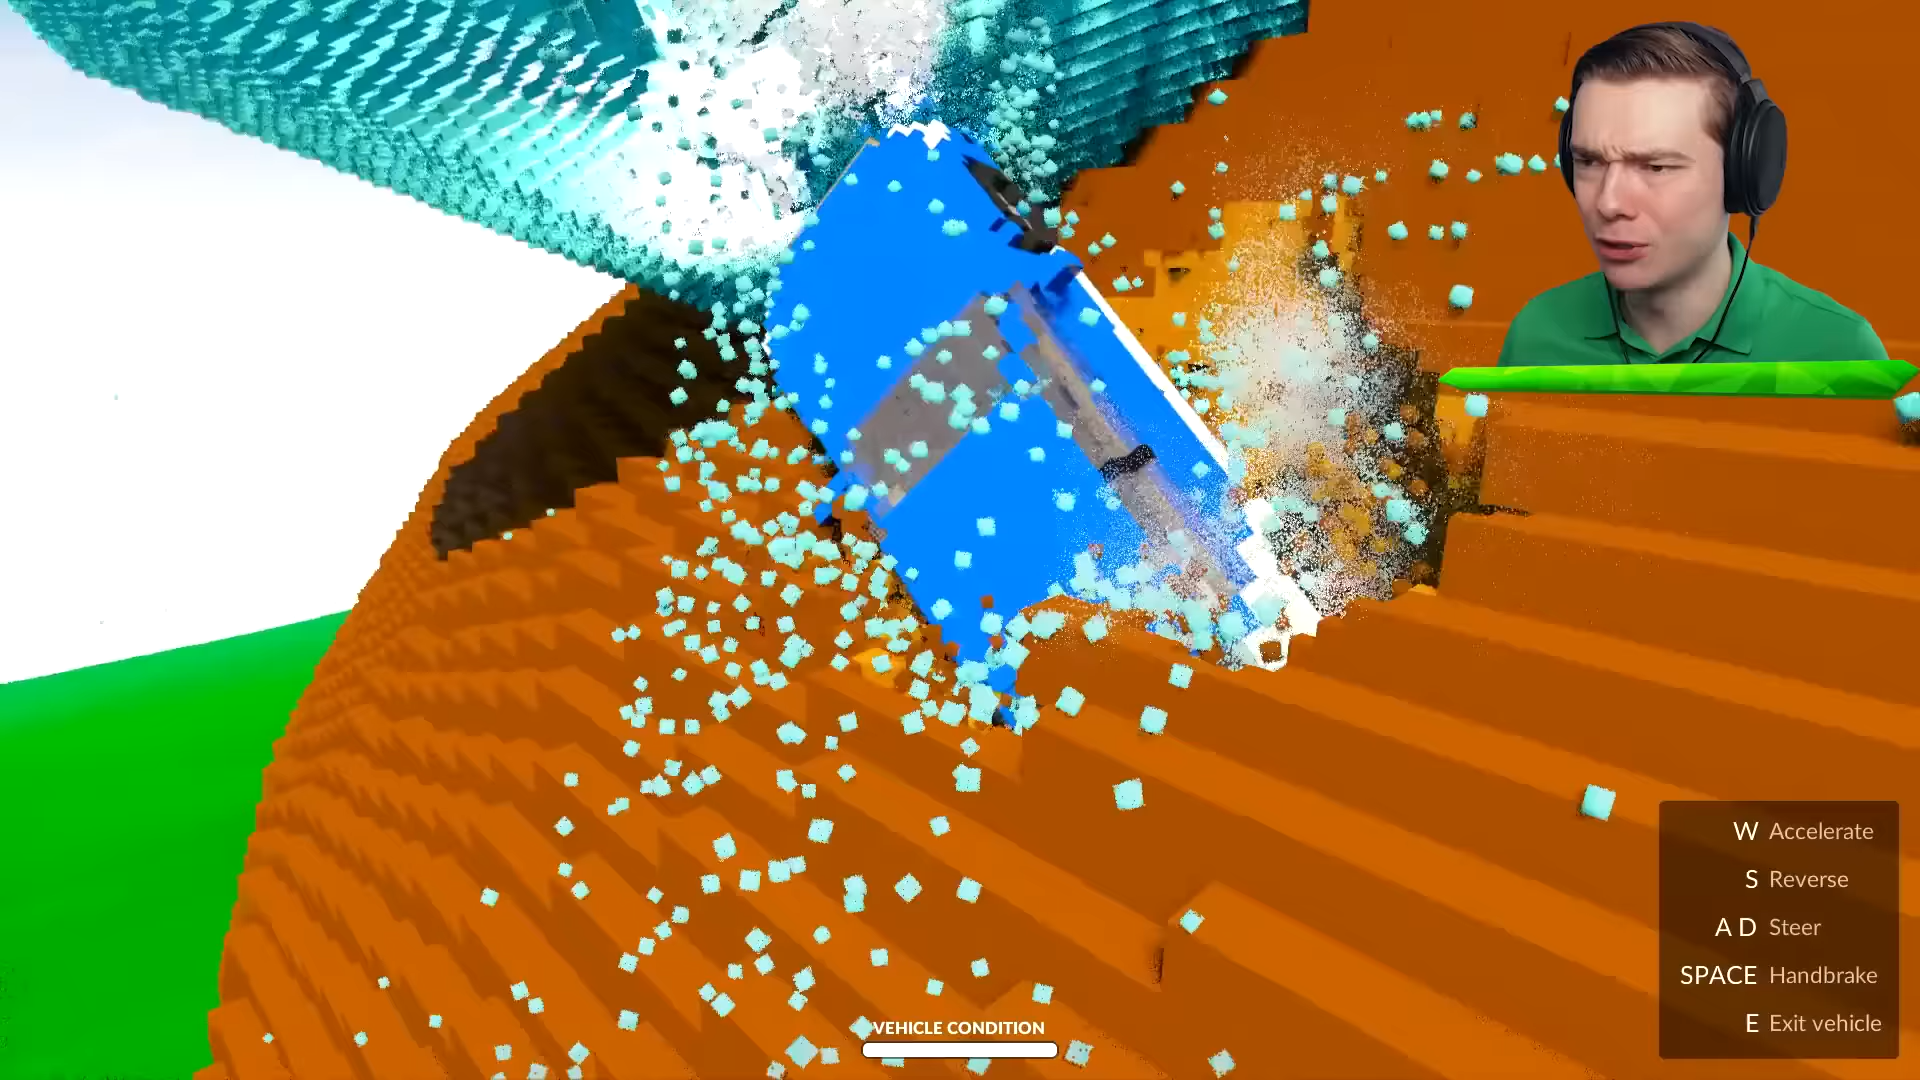 W Accelerate
S Reverse
A D Steer
SPACE Handbrake
E Exit vehicle
VEHICLE CONDITION